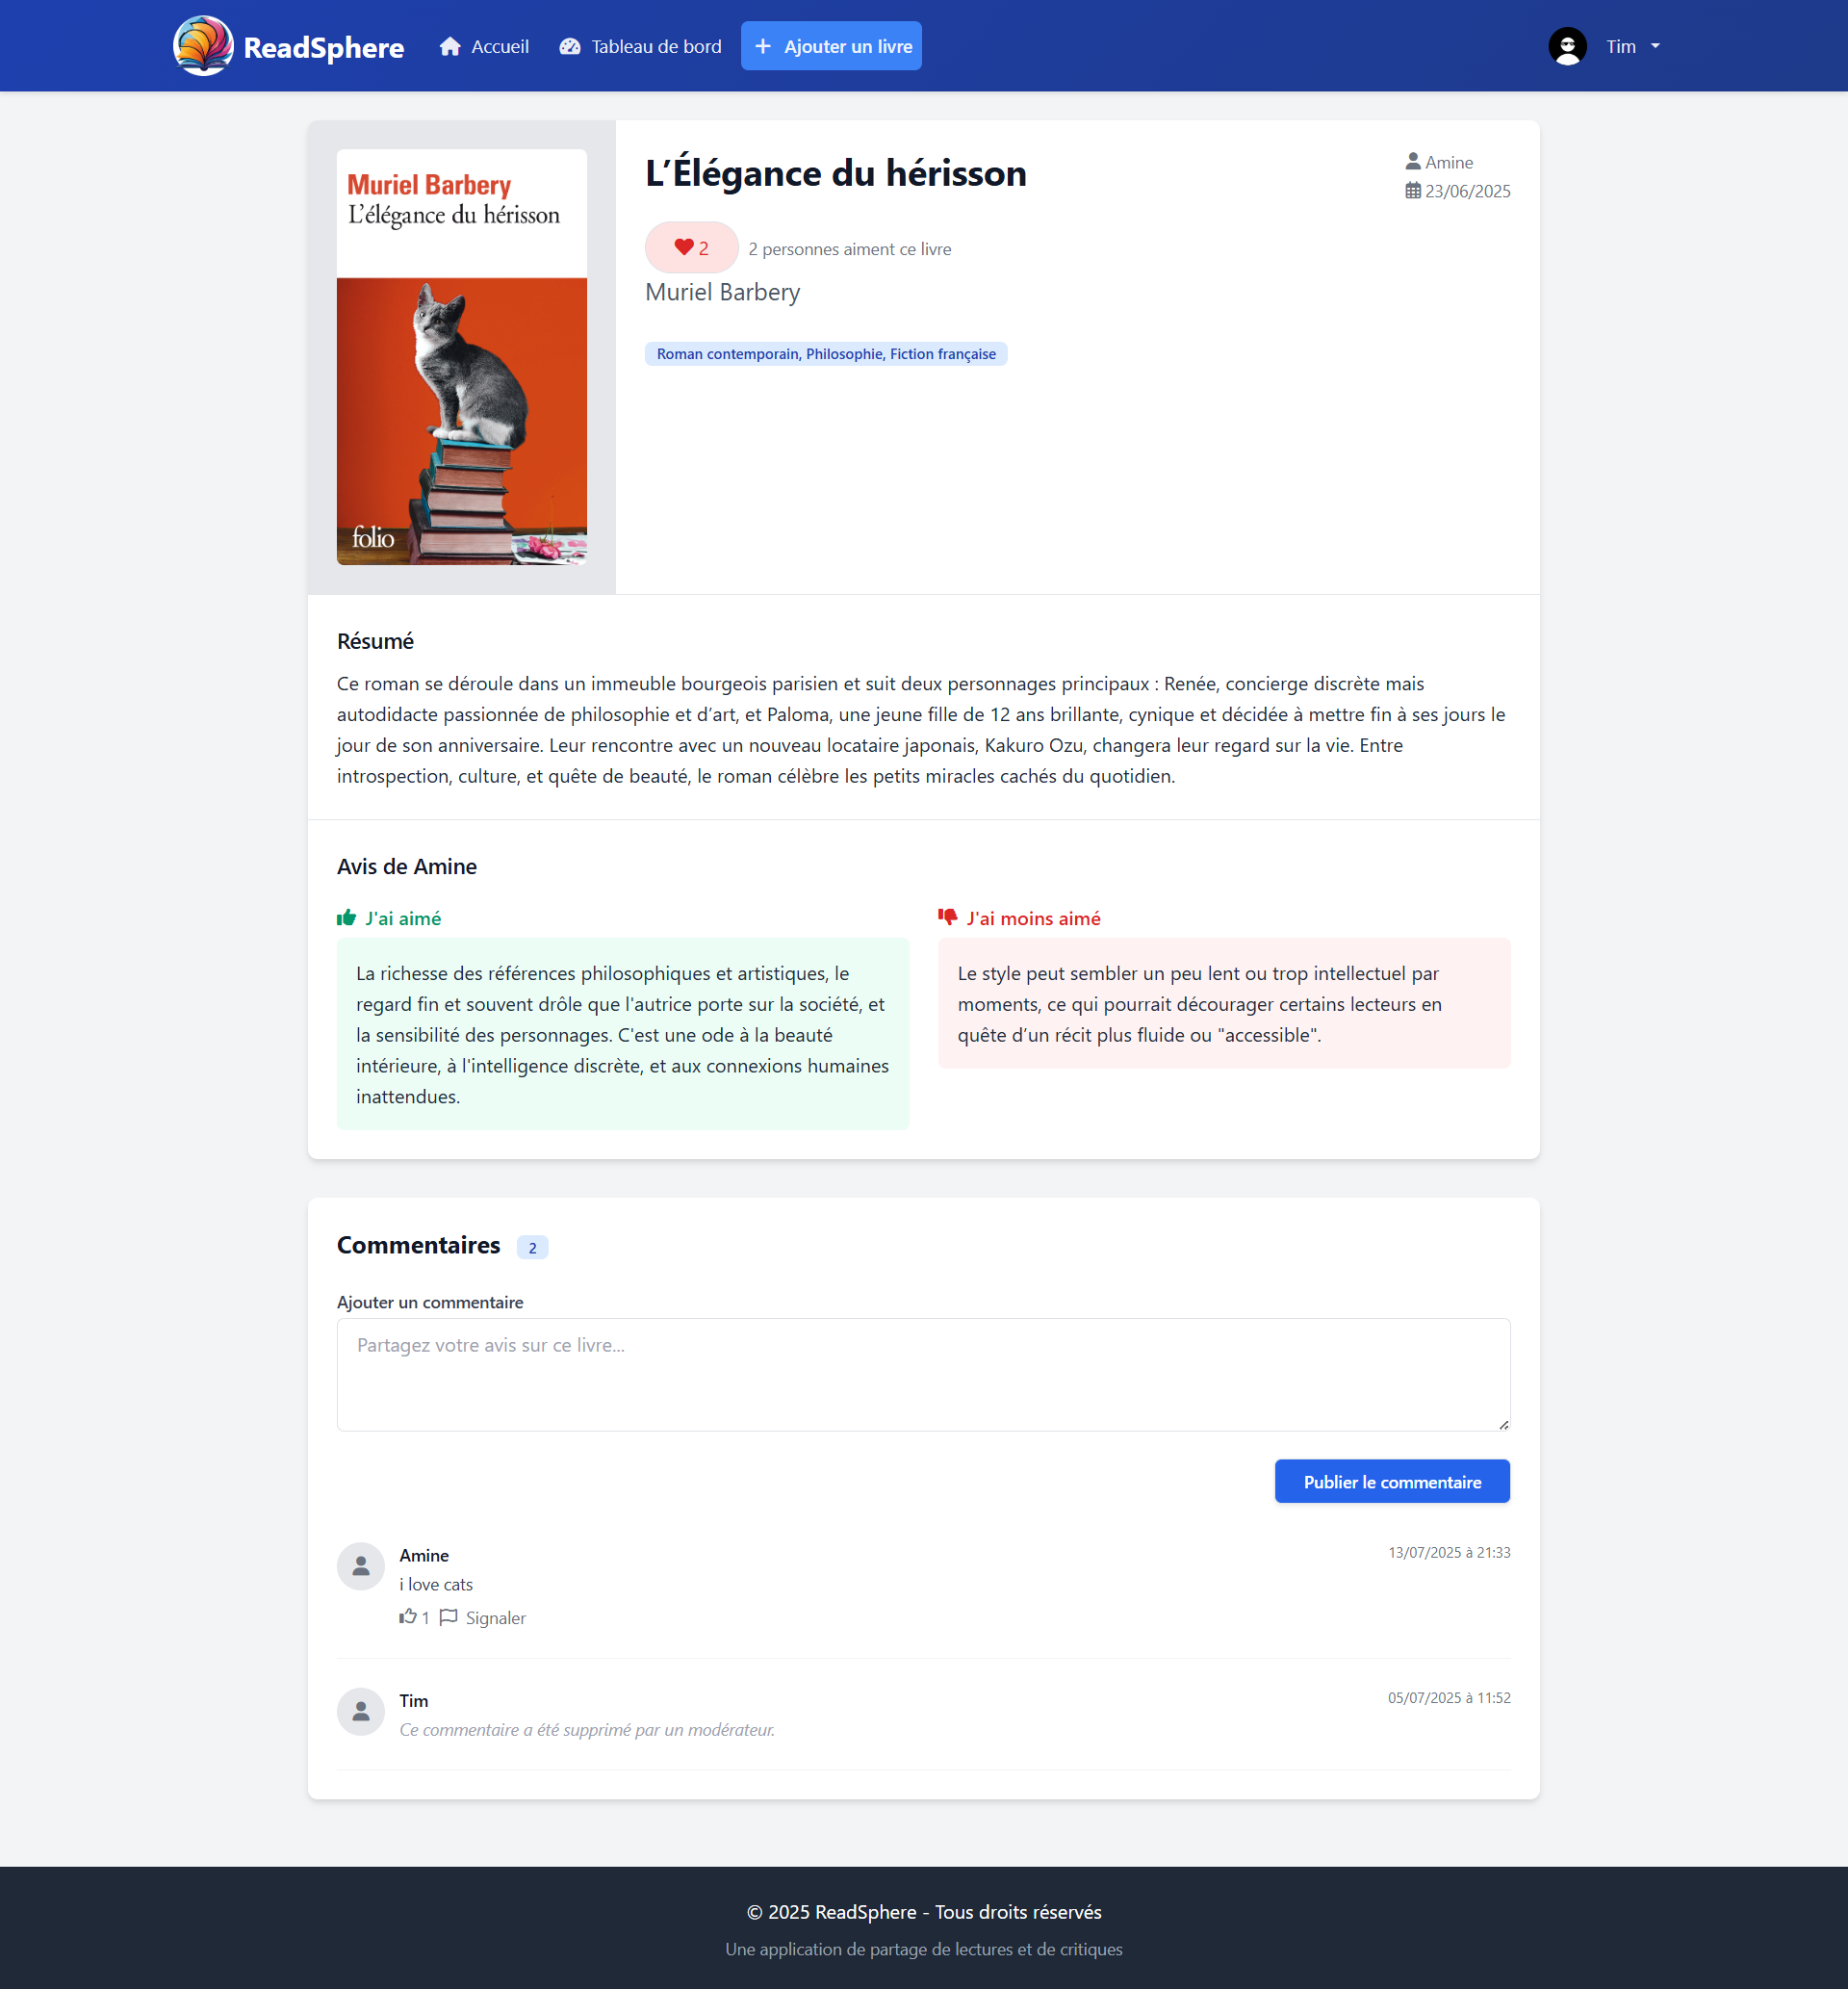 ReadSphere
Accueil
Tableau de bord
Ajouter un livre
Tim
Muriel Barbery
L'élégance du hérisson
folio
L’Élégance du hérisson
Amine
23/06/2025
2
2 personnes aiment ce livre
Muriel Barbery
Roman contemporain, Philosophie, Fiction française
Résumé
Ce roman se déroule dans un immeuble bourgeois parisien et suit deux personnages principaux : Renée, concierge discrète mais
autodidacte passionnée de philosophie et d’art, et Paloma, une jeune fille de 12 ans brillante, cynique et décidée à mettre fin à ses jours le
jour de son anniversaire. Leur rencontre avec un nouveau locataire japonais, Kakuro Ozu, changera leur regard sur la vie. Entre
introspection, culture, et quête de beauté, le roman célèbre les petits miracles cachés du quotidien.
Avis de Amine
J'ai aimé
La richesse des références philosophiques et artistiques, le
regard fin et souvent drôle que l'autrice porte sur la société, et
la sensibilité des personnages. C'est une ode à la beauté
intérieure, à l'intelligence discrète, et aux connexions humaines
inattendues.
J'ai moins aimé
Le style peut sembler un peu lent ou trop intellectuel par
moments, ce qui pourrait décourager certains lecteurs en
quête d’un récit plus fluide ou "accessible".
Commentaires 2
Ajouter un commentaire
Partagez votre avis sur ce livre...
Publier le commentaire
Amine
13/07/2025 à 21:33
i love cats
1 Signaler
Tim
05/07/2025 à 11:52
Ce commentaire a été supprimé par un modérateur.
© 2025 ReadSphere - Tous droits réservés
Une application de partage de lectures et de critiques